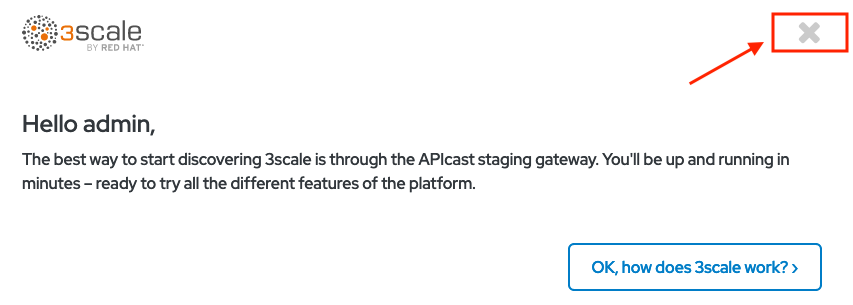 3scale
BY RED HAT
Hello admin,
The best way to start discovering 3scale is through the APIcast staging gateway. You'll be up and running in
minutes – ready to try all the different features of the platform.
OK, how does 3scale work? ›